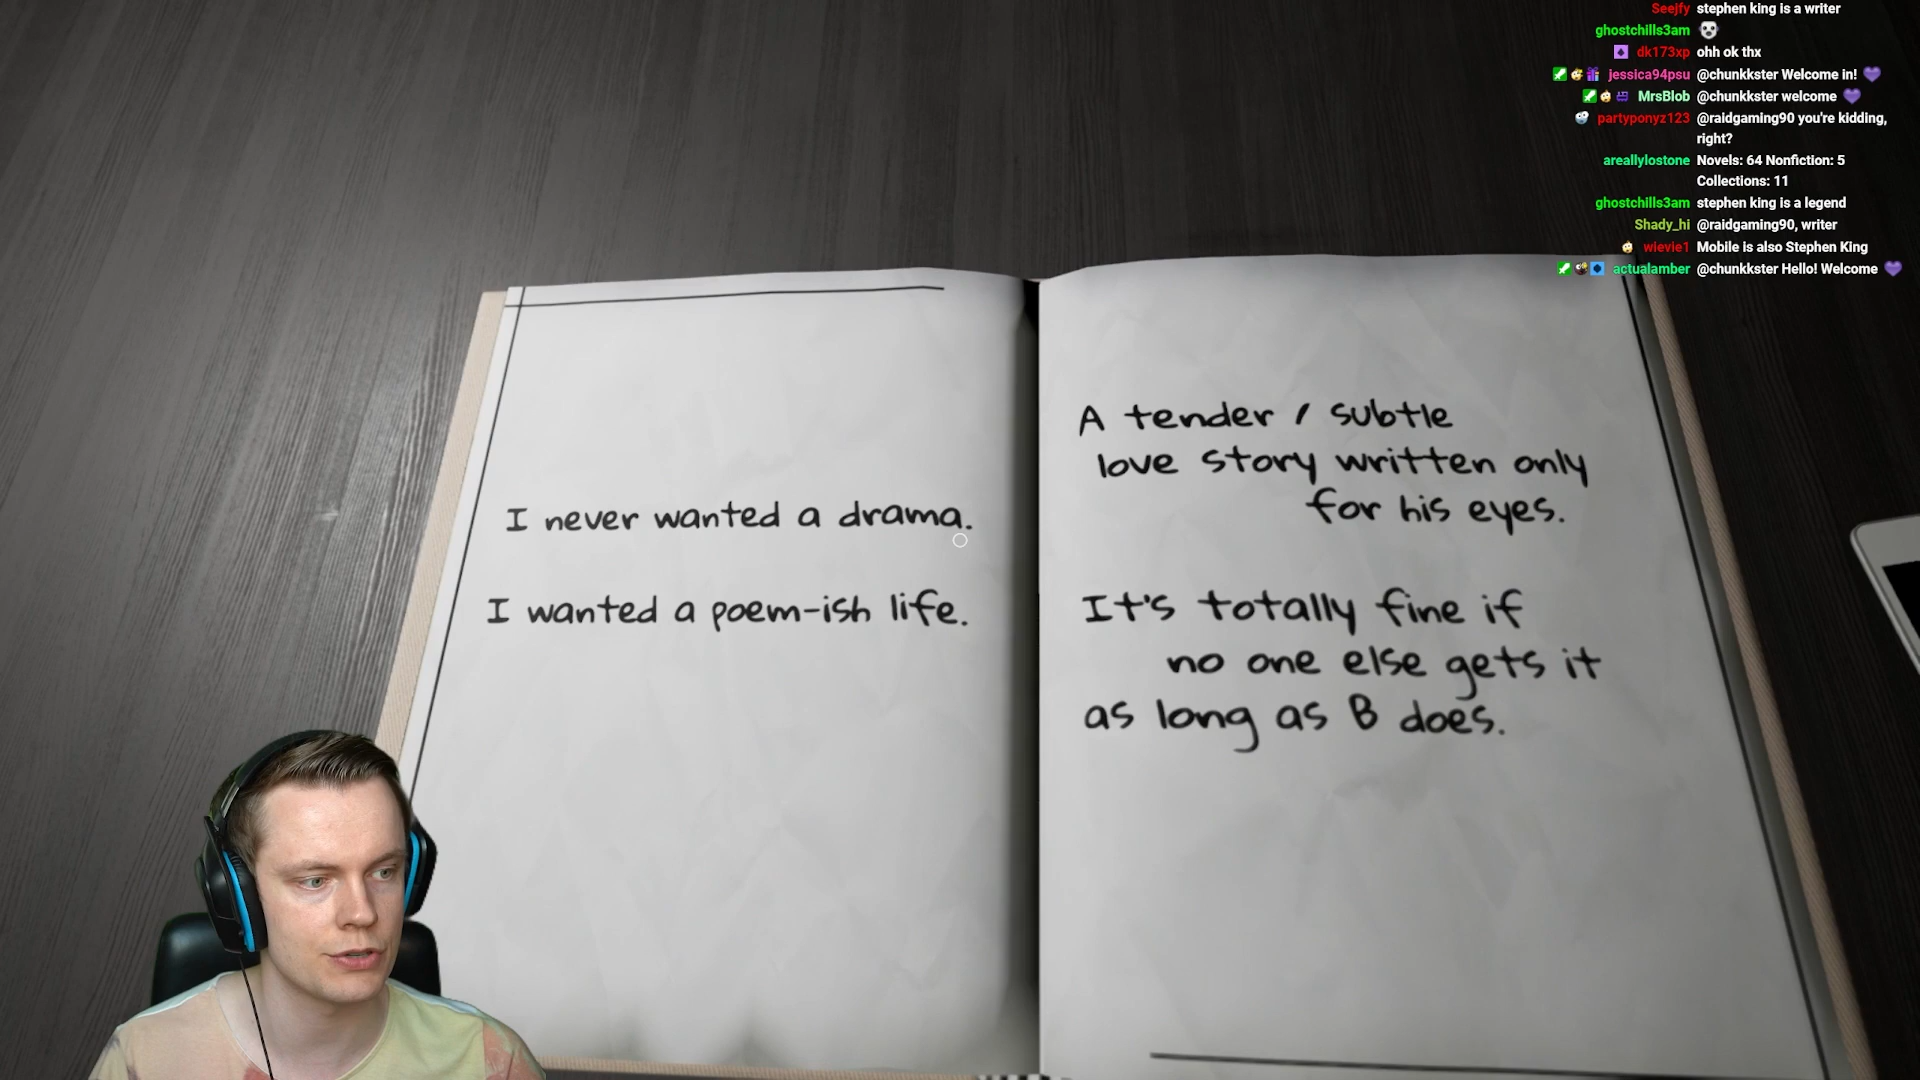 Seejfy stephen king is a writer
ghostchills3am
dk173xp ohh ok thx
jessica94psu @chunkkster Welcome in!
MrsBlob @chunkkster welcome
partyponyz123 @raidgaming90 you're kidding,
right?
areallylostone Novels: 64 Nonfiction: 5
Collections: 11
ghostchills3am stephen king is a legend
Shady_hi @raidgaming90, writer
wievie1 Mobile is also Stephen King
actualamber @chunkkster Hello! Welcome
I never wanted a drama.
I wanted a poem-ish life.
A tender / subtle
love story written only
for his eyes.
It's totally fine if
no one else gets it
as long as B does.